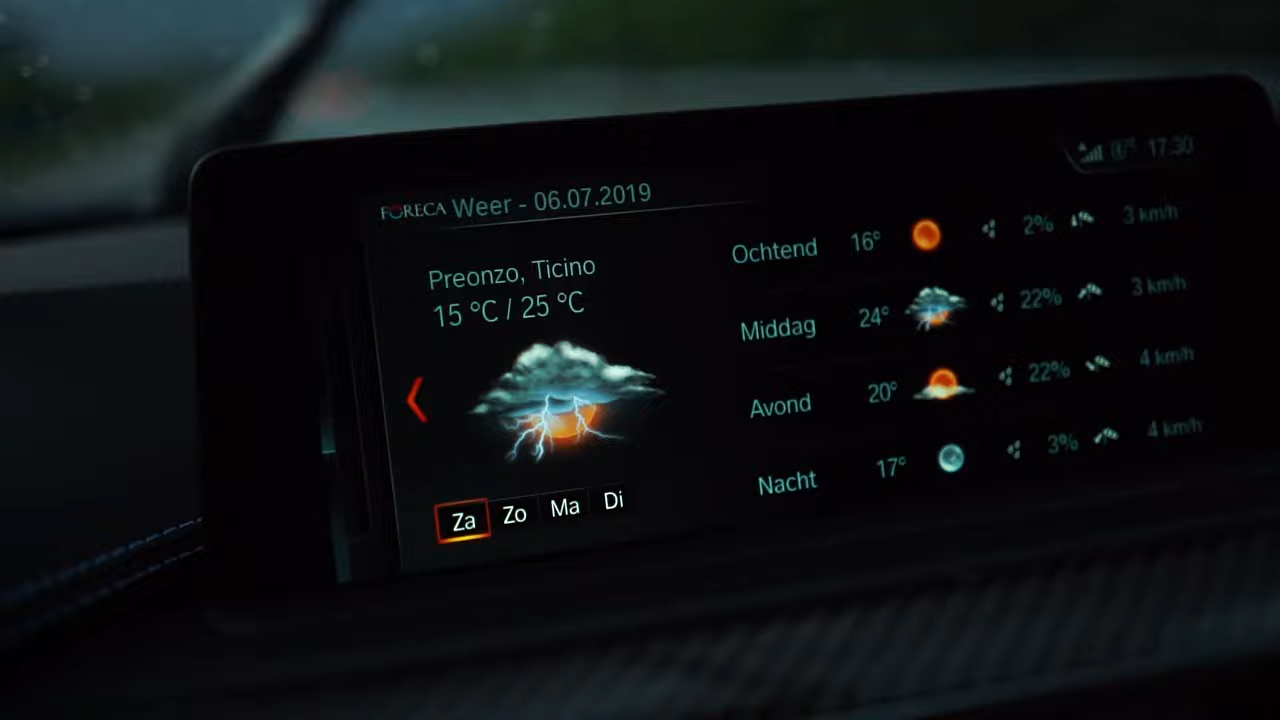 17:30
FORECA Weer - 06.07.2019
Preonzo, Ticino
15 °C / 25 °C
Ochtend 16° 2% 3 km/h
Middag 24° 22% 3 km/h
Avond 20° 22% 4 km/h
Nacht 17° 3% 4 km/h
Za Zo Ma Di